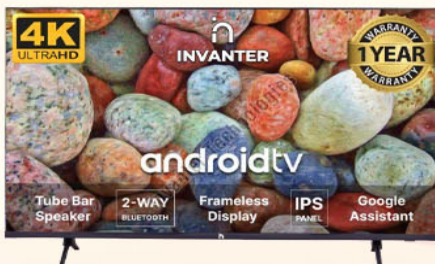 4K
ULTRAHD
INVANTER
WARRANTY
1 YEAR
WARRANTY
androidtv
Tube Bar
Speaker
2-WAY
BLUETOOTH
Frameless
Display
IPS
PANEL
Google
Assistant